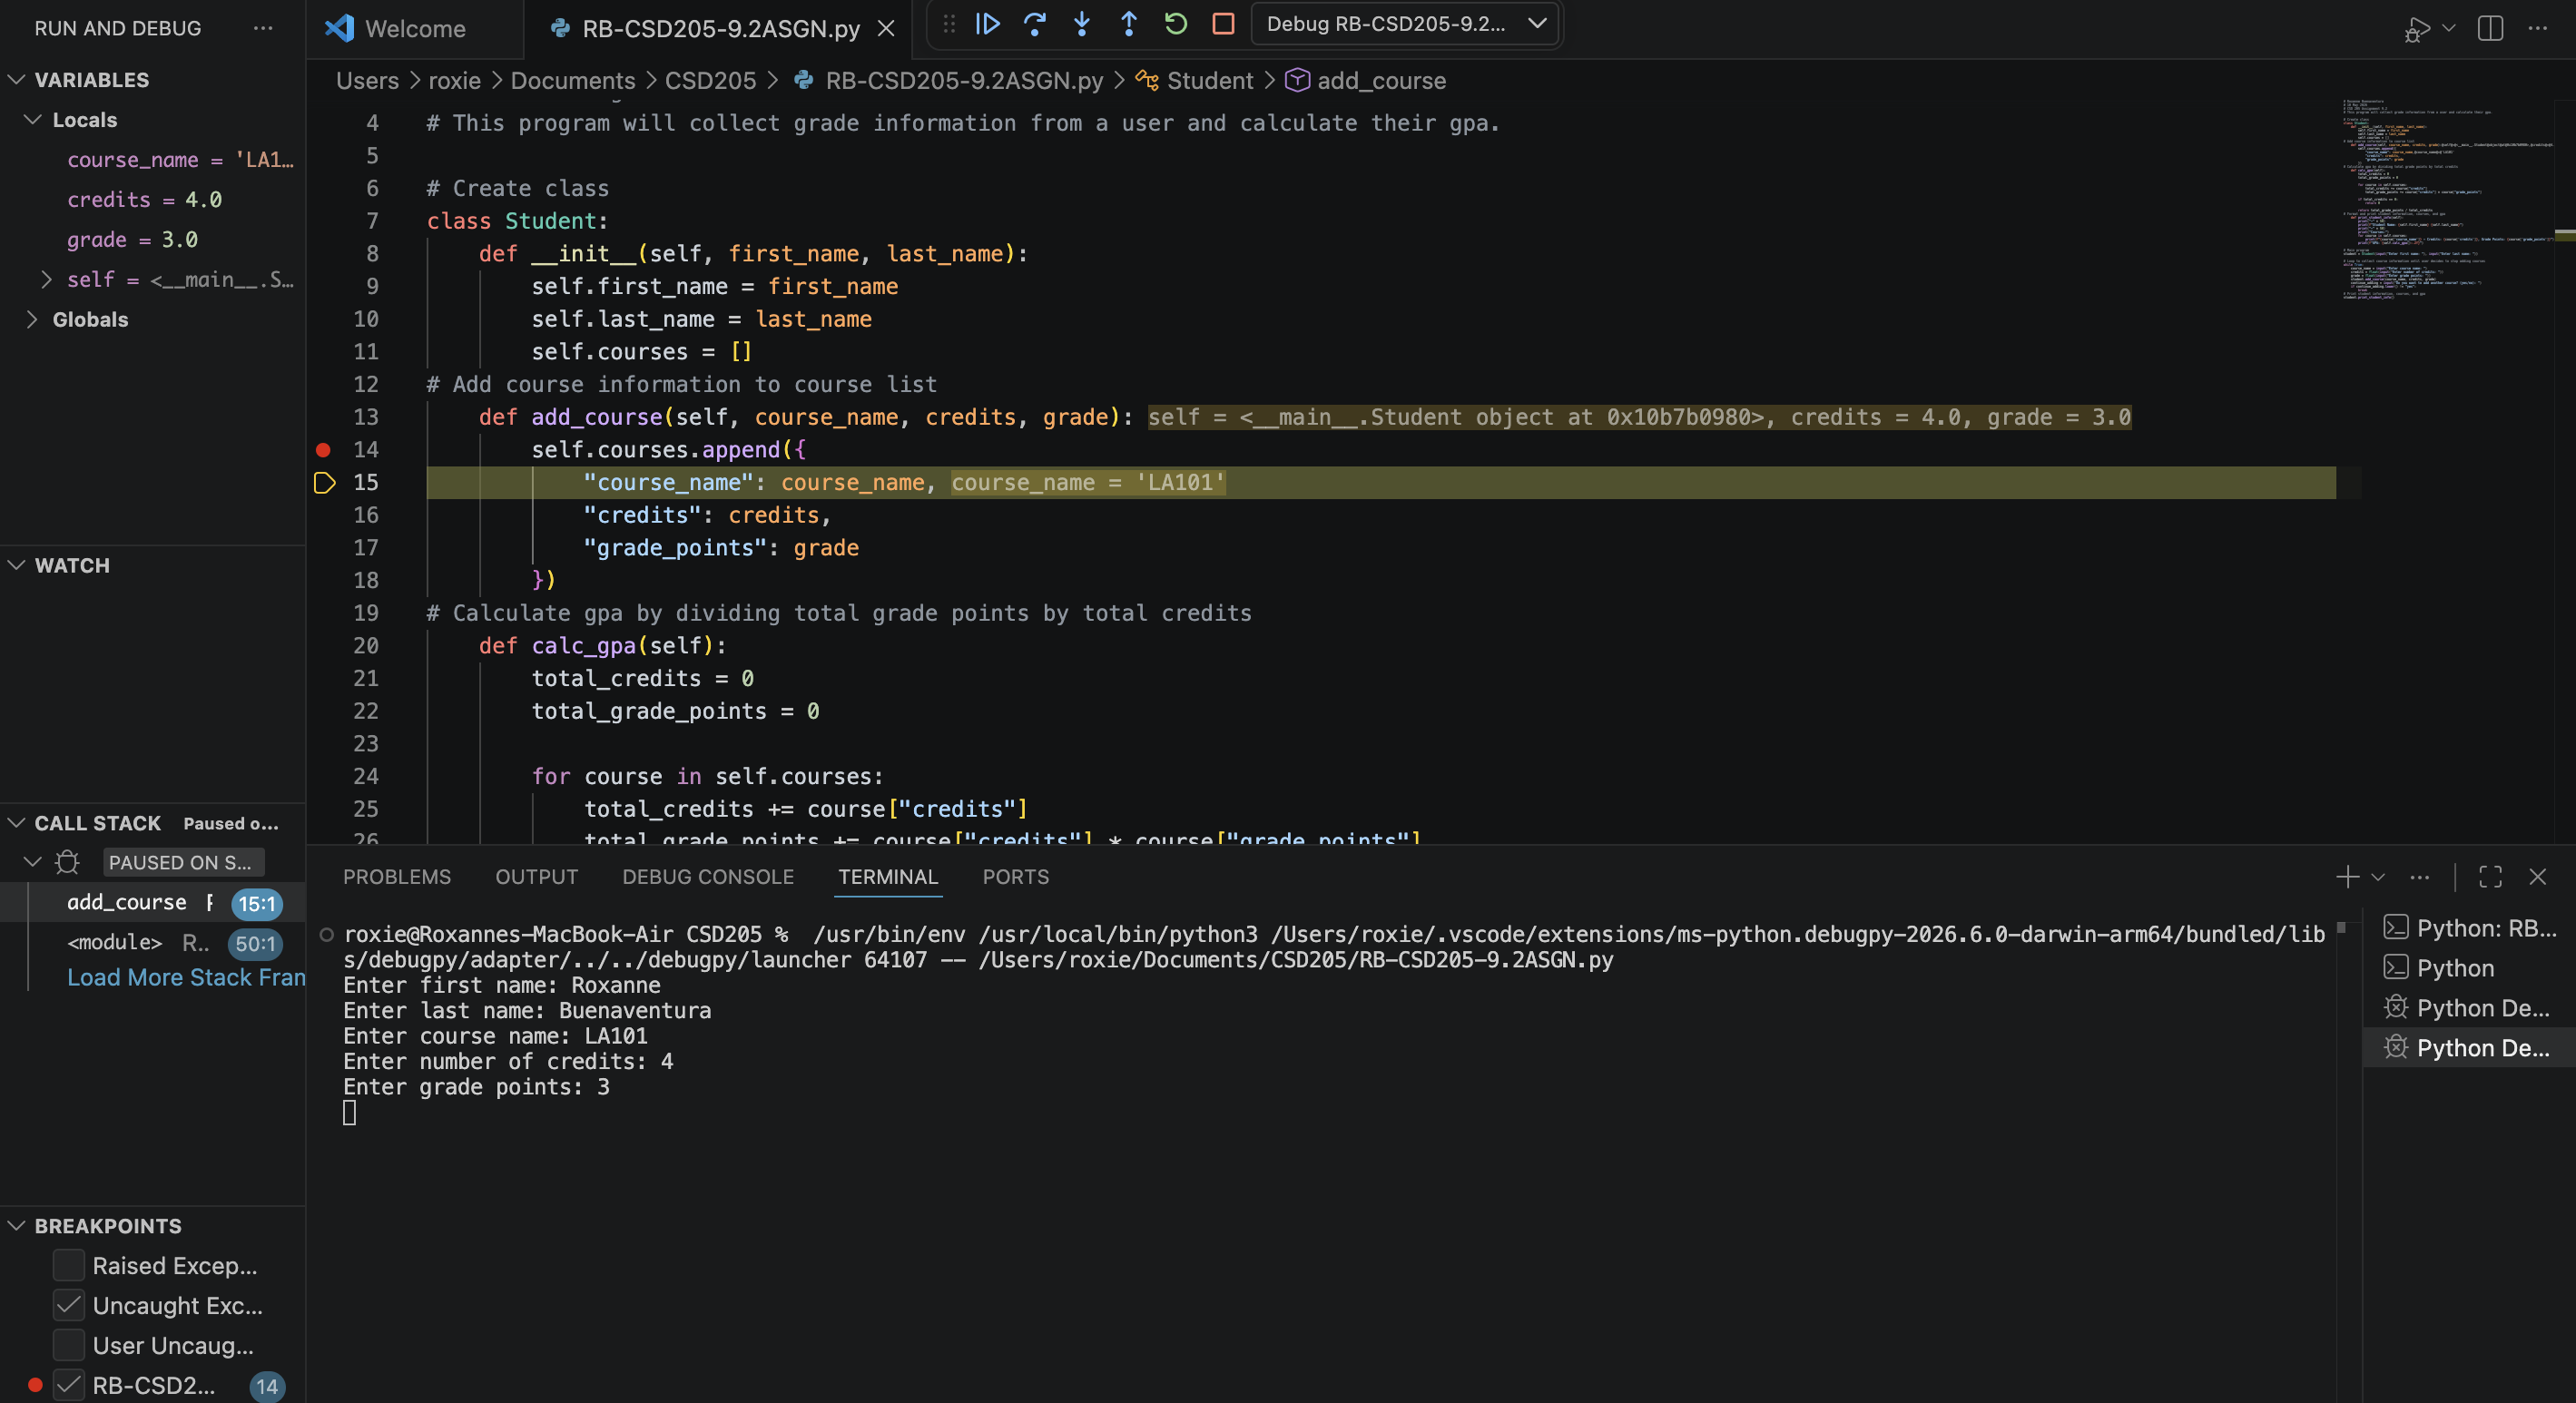 RUN AND DEBUG
VARIABLES
Locals
course_name = 'LA1…
credits = 4.0
grade = 3.0
self = <__main__.S…
Globals
WATCH
CALL STACK Paused o…
PAUSED ON S…
add_course 15:1
<module> R.. 50:1
Load More Stack Fran
BREAKPOINTS
Raised Excep…
Uncaught Exc…
User Uncaug…
RB-CSD2… 14
Welcome
RB-CSD205-9.2ASGN.py
Debug RB-CSD205-9.2…
Users > roxie > Documents > CSD205 > RB-CSD205-9.2ASGN.py > Student > add_course
4 # This program will collect grade information from a user and calculate their gpa.
5
6 # Create class
7 class Student:
8 def __init__(self, first_name, last_name):
9 self.first_name = first_name
10 self.last_name = last_name
11 self.courses = []
12 # Add course information to course list
13 def add_course(self, course_name, credits, grade): self = <__main__.Student object at 0x10b7b0980>, credits = 4.0, grade = 3.0
14 self.courses.append({
15 "course_name": course_name, course_name = 'LA101'
16 "credits": credits,
17 "grade_points": grade
18 })
19 # Calculate gpa by dividing total grade points by total credits
20 def calc_gpa(self):
21 total_credits = 0
22 total_grade_points = 0
23
24 for course in self.courses:
25 total_credits += course["credits"]
26 total_grade_points += course["credits"] * course["grade_points"]
PROBLEMS OUTPUT DEBUG CONSOLE TERMINAL PORTS
roxie@Roxannes-MacBook-Air CSD205 % /usr/bin/env /usr/local/bin/python3 /Users/roxie/.vscode/extensions/ms-python.debugpy-2026.6.0-darwin-arm64/bundled/lib
s/debugpy/adapter/../../debugpy/launcher 64107 -- /Users/roxie/Documents/CSD205/RB-CSD205-9.2ASGN.py
Enter first name: Roxanne
Enter last name: Buenaventura
Enter course name: LA101
Enter number of credits: 4
Enter grade points: 3
Python: RB…
Python
Python De…
Python De…